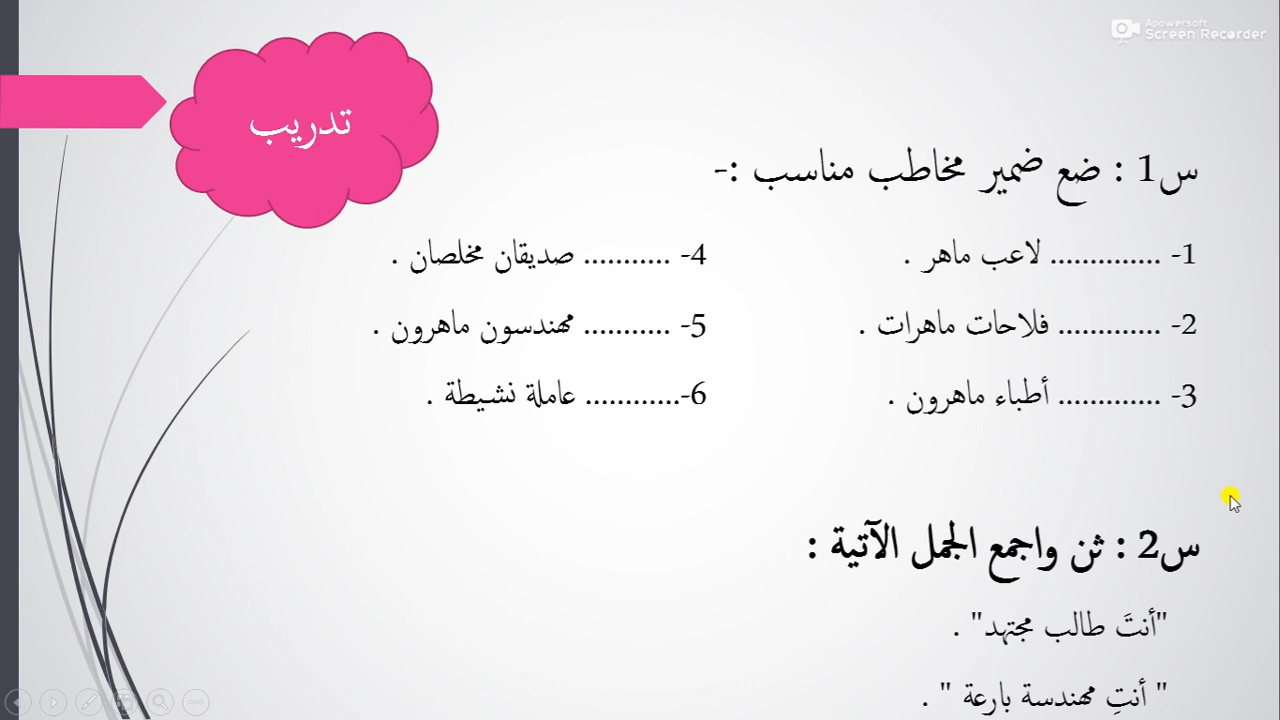 Apowersoft
Screen Recorder
تدريب
س1 : ضع ضمير مخاطب مناسب :-
1- .............. لاعب ماهر .
4- ........... صديقان مخلصان .
2- ............. فلاحات ماهرات .
5- ........... مهندسون ماهرون .
3- ............. أطباء ماهرون .
6-............ عاملة نشيطة .
س2 : ثن واجمع الجمل الآتية :
"أنتَ طالب مجتهد" .
" أنتِ مهندسة بارعة " .